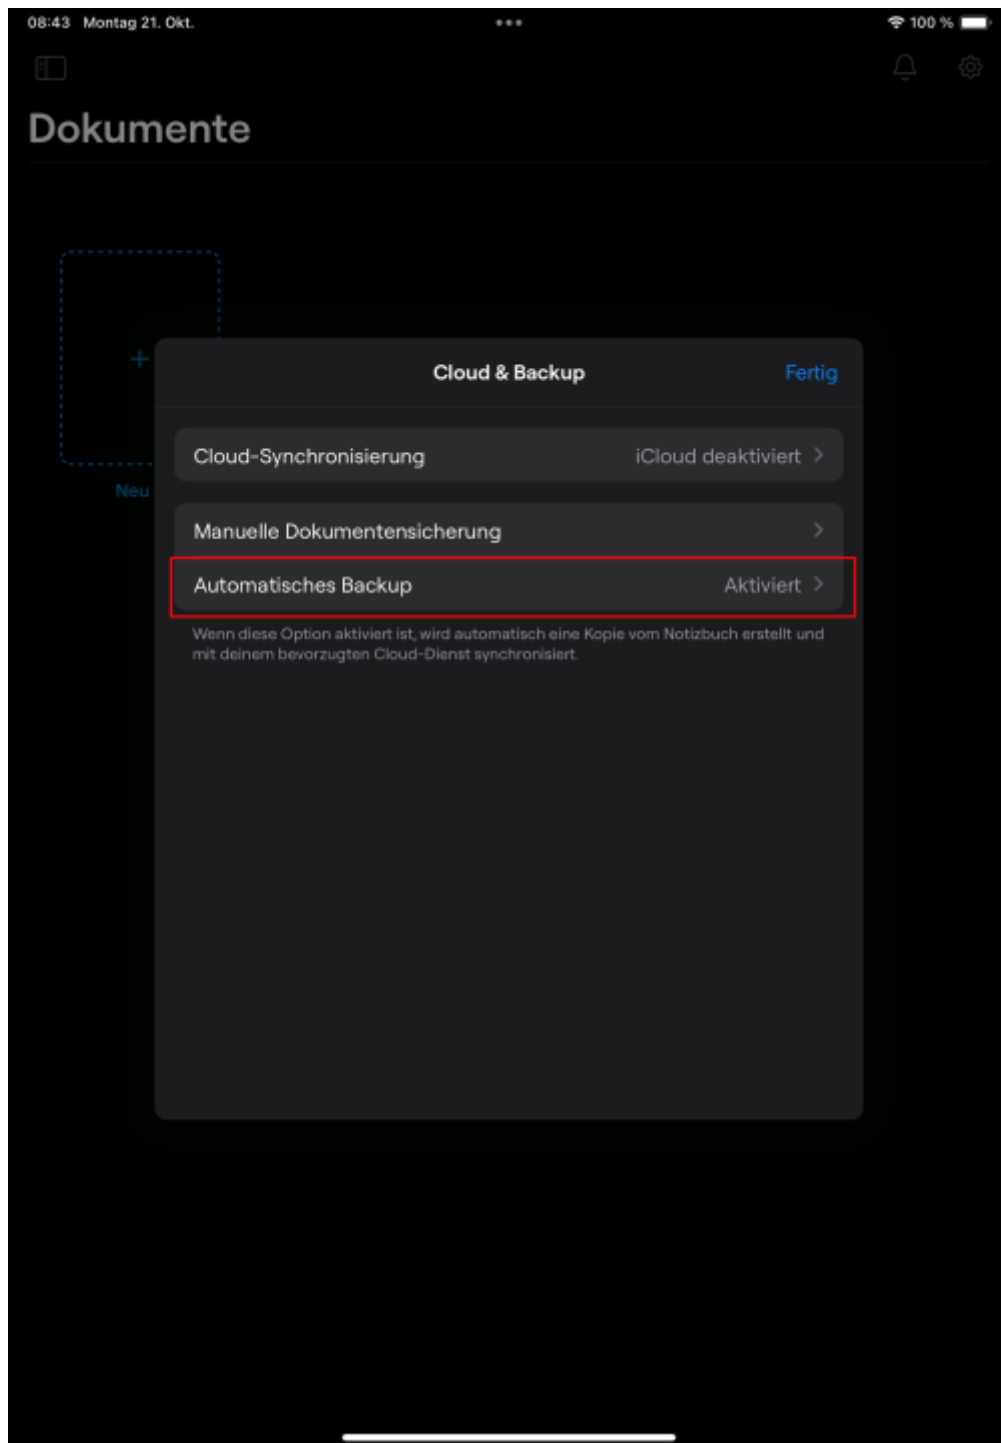 08:43 Montag 21. Okt.
100 %
Dokumente
Neu
Cloud & Backup
Fertig
Cloud-Synchronisierung
iCloud deaktiviert
Manuelle Dokumentensicherung
Automatisches Backup
Aktiviert
Wenn diese Option aktiviert ist, wird automatisch eine Kopie vom Notizbuch erstellt und
mit deinem bevorzugten Cloud-Dienst synchronisiert.